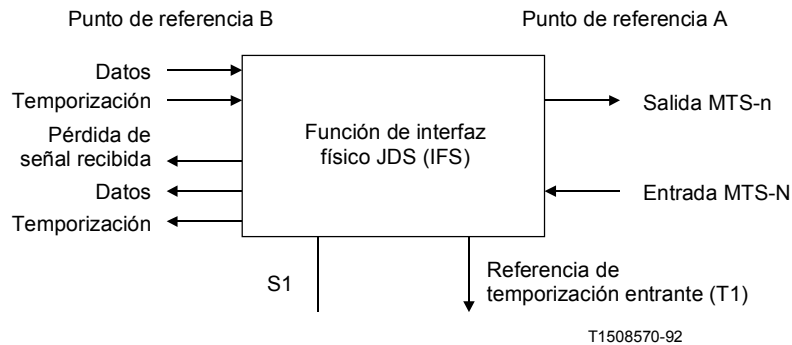 Punto de referencia B
Punto de referencia A
Datos
Temporización
Pérdida de
señal recibida
Datos
Temporización
Función de interfaz
físico JDS (IFS)
Salida MTS-n
Entrada MTS-N
S1
Referencia de
temporización entrante (T1)
T1508570-92